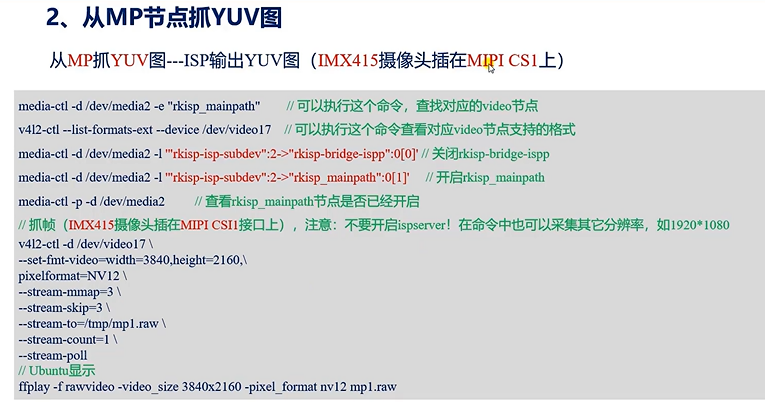 2、从MP节点抓YUV图
从MP抓YUV图---ISP输出YUV图（IMX415摄像头插在MIPI CS1上）
media-ctl -d /dev/media2 -e "rkisp_mainpath" // 可以执行这个命令，查找对应的video节点
v4l2-ctl --list-formats-ext --device /dev/video17 // 可以执行这个命令查看对应video节点支持的格式
media-ctl -d /dev/media2 -l '"rkisp-isp-subdev":2->"rkisp-bridge-ispp":0[0]' // 关闭rkisp-bridge-ispp
media-ctl -d /dev/media2 -l '"rkisp-isp-subdev":2->"rkisp_mainpath":0[1]' // 开启rkisp_mainpath
media-ctl -p -d /dev/media2 // 查看rkisp_mainpath节点是否已经开启
// 抓帧（IMX415摄像头插在MIPI CSI1接口上），注意：不要开启ispserver！在命令中也可以采集其它分辨率，如1920*1080
v4l2-ctl -d /dev/video17 \
--set-fmt-video=width=3840,height=2160,\
pixelformat=NV12 \
--stream-mmap=3 \
--stream-skip=3 \
--stream-to=/tmp/mp1.raw \
--stream-count=1 \
--stream-poll
// Ubuntu显示
ffplay -f rawvideo -video_size 3840x2160 -pixel_format nv12 mp1.raw